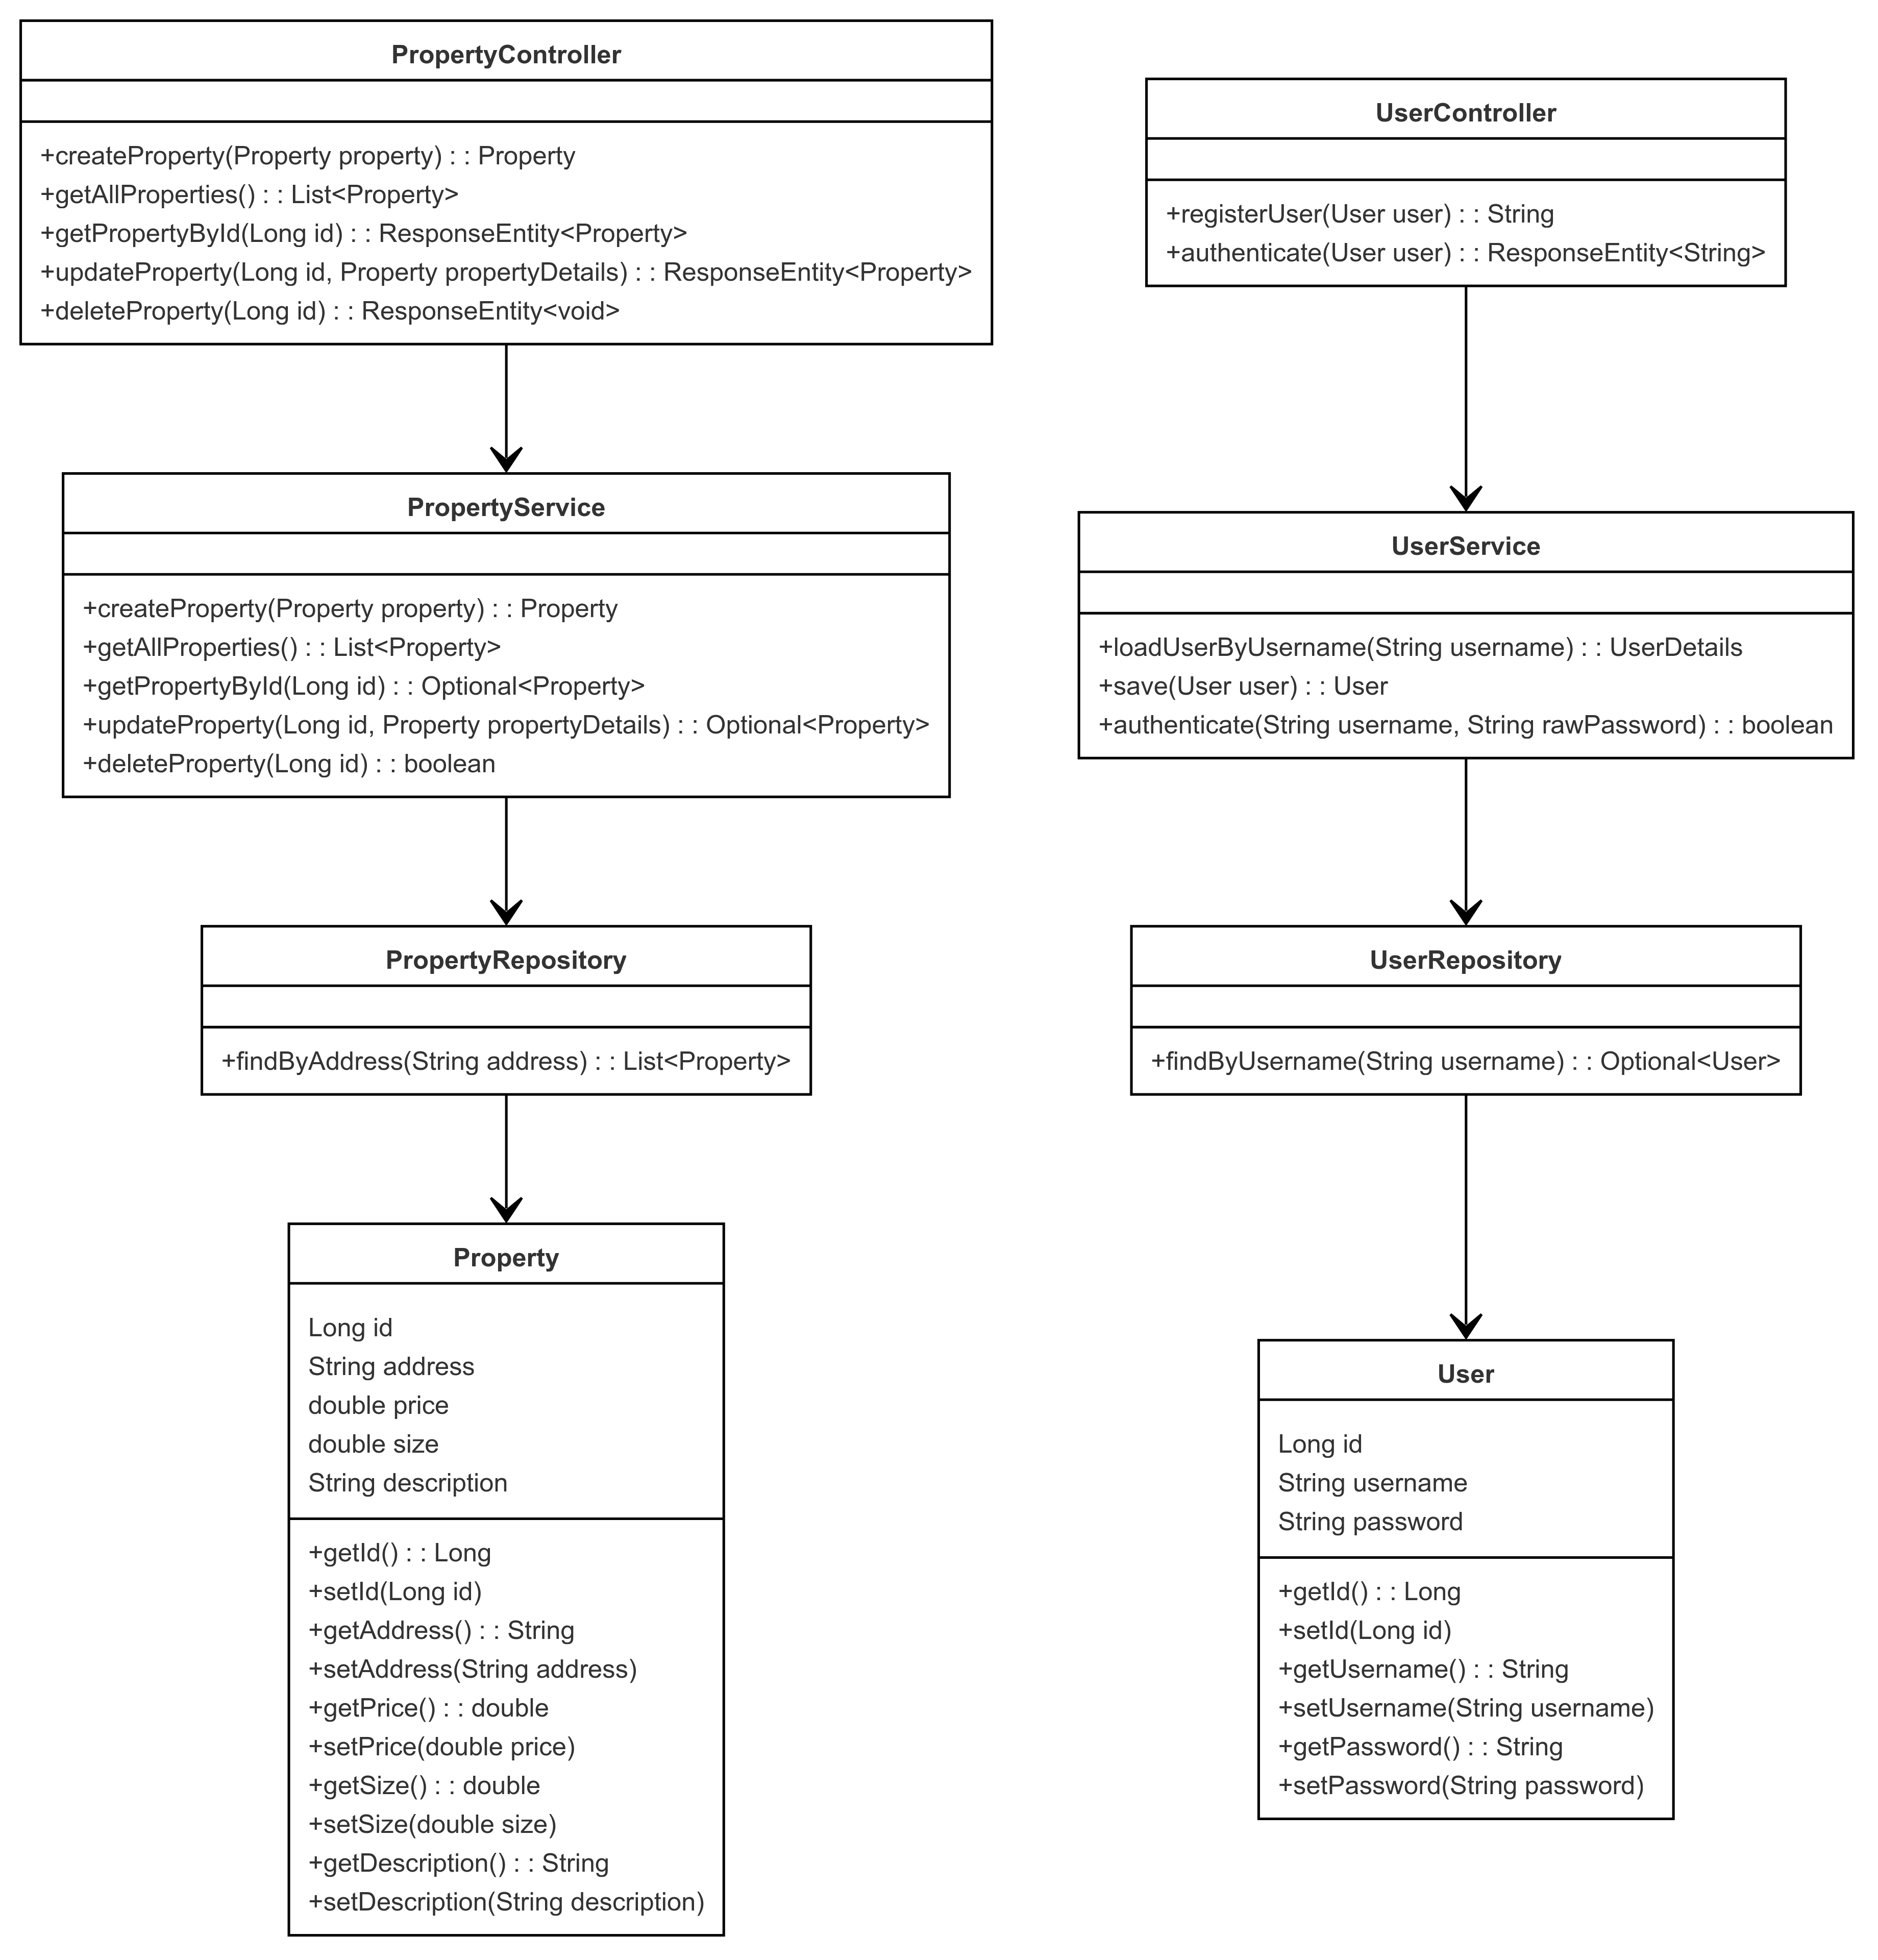 PropertyController
+createProperty(Property property) : : Property
+getAllProperties() : : List<Property>
+getPropertyById(Long id) : : ResponseEntity<Property>
+updateProperty(Long id, Property propertyDetails) : : ResponseEntity<Property>
+deleteProperty(Long id) : : ResponseEntity<void>
PropertyService
+createProperty(Property property) : : Property
+getAllProperties() : : List<Property>
+getPropertyById(Long id) : : Optional<Property>
+updateProperty(Long id, Property propertyDetails) : : Optional<Property>
+deleteProperty(Long id) : : boolean
PropertyRepository
+findByAddress(String address) : : List<Property>
Property
Long id
String address
double price
double size
String description
+getId() : : Long
+setId(Long id)
+getAddress() : : String
+setAddress(String address)
+getPrice() : : double
+setPrice(double price)
+getSize() : : double
+setSize(double size)
+getDescription() : : String
+setDescription(String description)
UserController
+registerUser(User user) : : String
+authenticate(User user) : : ResponseEntity<String>
UserService
+loadUserByUsername(String username) : : UserDetails
+save(User user) : : User
+authenticate(String username, String rawPassword) : : boolean
UserRepository
+findByUsername(String username) : : Optional<User>
User
Long id
String username
String password
+getId() : : Long
+setId(Long id)
+getUsername() : : String
+setUsername(String username)
+getPassword() : : String
+setPassword(String password)